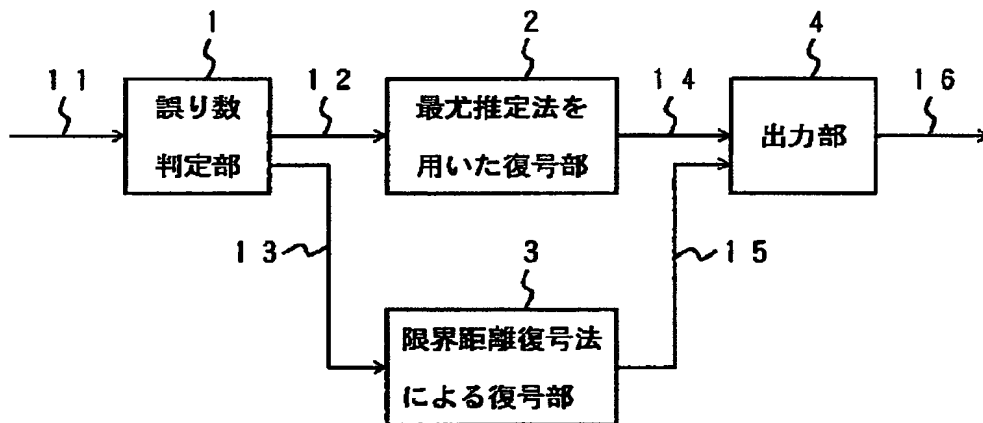 1
2
4
11
12
14
16
誤り数
判定部
最尤推定法を
用いた復号部
出力部
13
3
15
限界距離復号法
による復号部